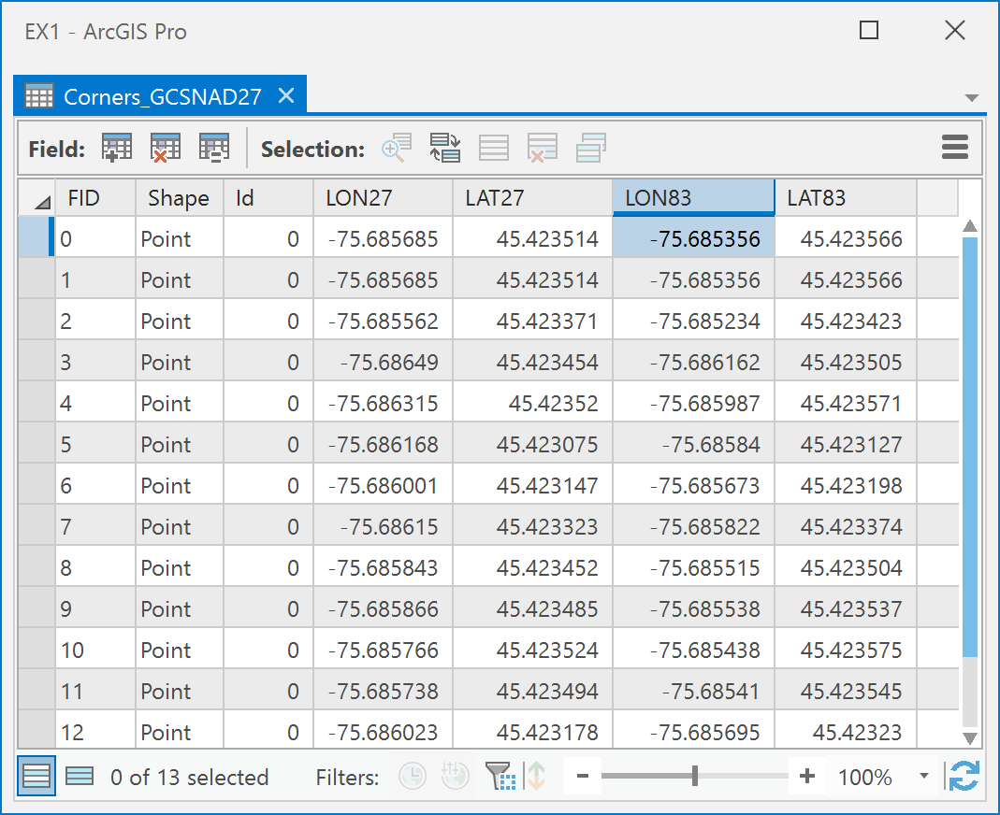 EX1 - ArcGIS Pro
Corners_GCSNAD27
Field: Selection:
FID Shape Id LON27 LAT27 LON83 LAT83
0 Point 0 -75.685685 45.423514 -75.685356 45.423566
1 Point 0 -75.685685 45.423514 -75.685356 45.423566
2 Point 0 -75.685562 45.423371 -75.685234 45.423423
3 Point 0 -75.68649 45.423454 -75.686162 45.423505
4 Point 0 -75.686315 45.42352 -75.685987 45.423571
5 Point 0 -75.686168 45.423075 -75.68584 45.423127
6 Point 0 -75.686001 45.423147 -75.685673 45.423198
7 Point 0 -75.68615 45.423323 -75.685822 45.423374
8 Point 0 -75.685843 45.423452 -75.685515 45.423504
9 Point 0 -75.685866 45.423485 -75.685538 45.423537
10 Point 0 -75.685766 45.423524 -75.685438 45.423575
11 Point 0 -75.685738 45.423494 -75.68541 45.423545
12 Point 0 -75.686023 45.423178 -75.685695 45.42323
0 of 13 selected Filters: 100%